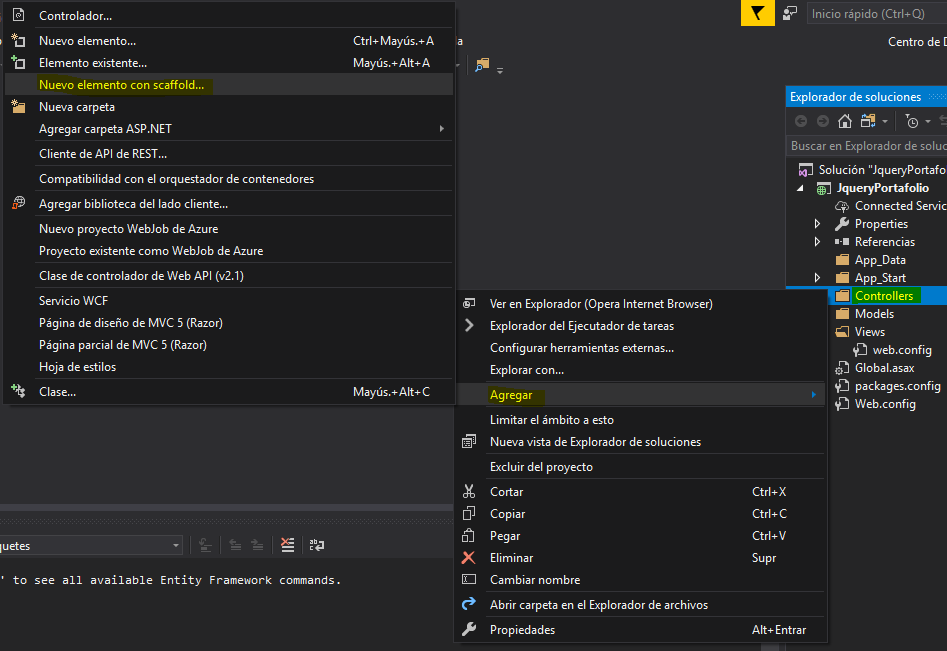 Controlador...
Nuevo elemento... Ctrl+Mayús.+A
Elemento existente... Mayús.+Alt+A
Nuevo elemento con scaffold...
Nueva carpeta
Agregar carpeta ASP.NET
Cliente de API de REST...
Compatibilidad con el orquestador de contenedores
Agregar biblioteca del lado cliente...
Nuevo proyecto WebJob de Azure
Proyecto existente como WebJob de Azure
Clase de controlador de Web API (v2.1)
Servicio WCF
Página de diseño de MVC 5 (Razor)
Página parcial de MVC 5 (Razor)
Hoja de estilos
Clase... Mayús.+Alt+C
Inicio rápido (Ctrl+Q)
Centro de D
Explorador de soluciones
Buscar en Explorador de soluc
Solución "JqueryPortafo
JqueryPortafolio
Connected Servic
Properties
Referencias
App_Data
App_Start
Controllers
Models
Views
web.config
Global.asax
packages.config
Web.config
Ver en Explorador (Opera Internet Browser)
Explorador del Ejecutador de tareas
Configurar herramientas externas...
Explorar con...
Agregar
Limitar el ámbito a esto
Nueva vista de Explorador de soluciones
Excluir del proyecto
Cortar Ctrl+X
Copiar Ctrl+C
Pegar Ctrl+V
Eliminar Supr
Cambiar nombre
Abrir carpeta en el Explorador de archivos
Propiedades Alt+Entrar
quetes
' to see all available Entity Framework commands.